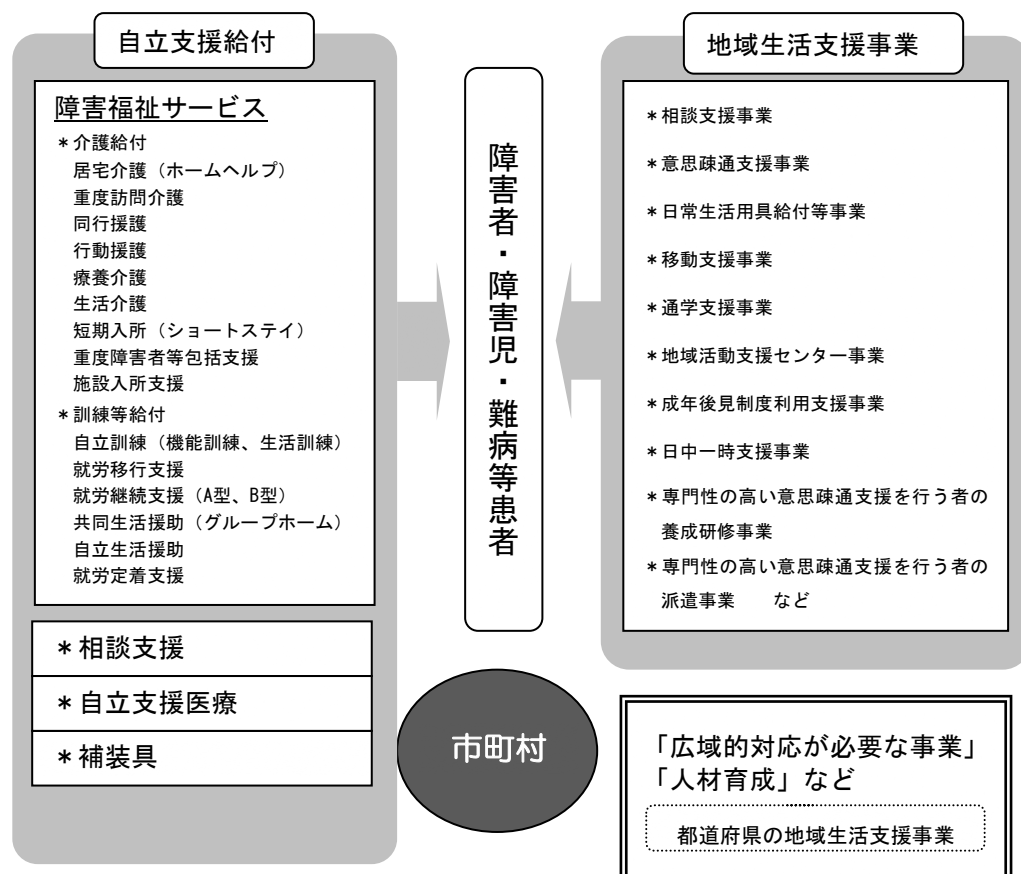 自立支援給付
障害福祉サービス
＊介護給付
居宅介護（ホームヘルプ）
重度訪問介護
同行援護
行動援護
療養介護
生活介護
短期入所（ショートステイ）
重度障害者等包括支援
施設入所支援
＊訓練等給付
自立訓練（機能訓練、生活訓練）
就労移行支援
就労継続支援（A型、B型）
共同生活援助（グループホーム）
自立生活援助
就労定着支援
＊相談支援
＊自立支援医療
＊補装具
障害者・障害児・難病等患者
市町村
地域生活支援事業
＊相談支援事業
＊意思疎通支援事業
＊日常生活用具給付等事業
＊移動支援事業
＊通学支援事業
＊地域活動支援センター事業
＊成年後見制度利用支援事業
＊日中一時支援事業
＊専門性の高い意思疎通支援を行う者の
養成研修事業
＊専門性の高い意思疎通支援を行う者の
派遣事業　　など
「広域的対応が必要な事業」
「人材育成」など
都道府県の地域生活支援事業